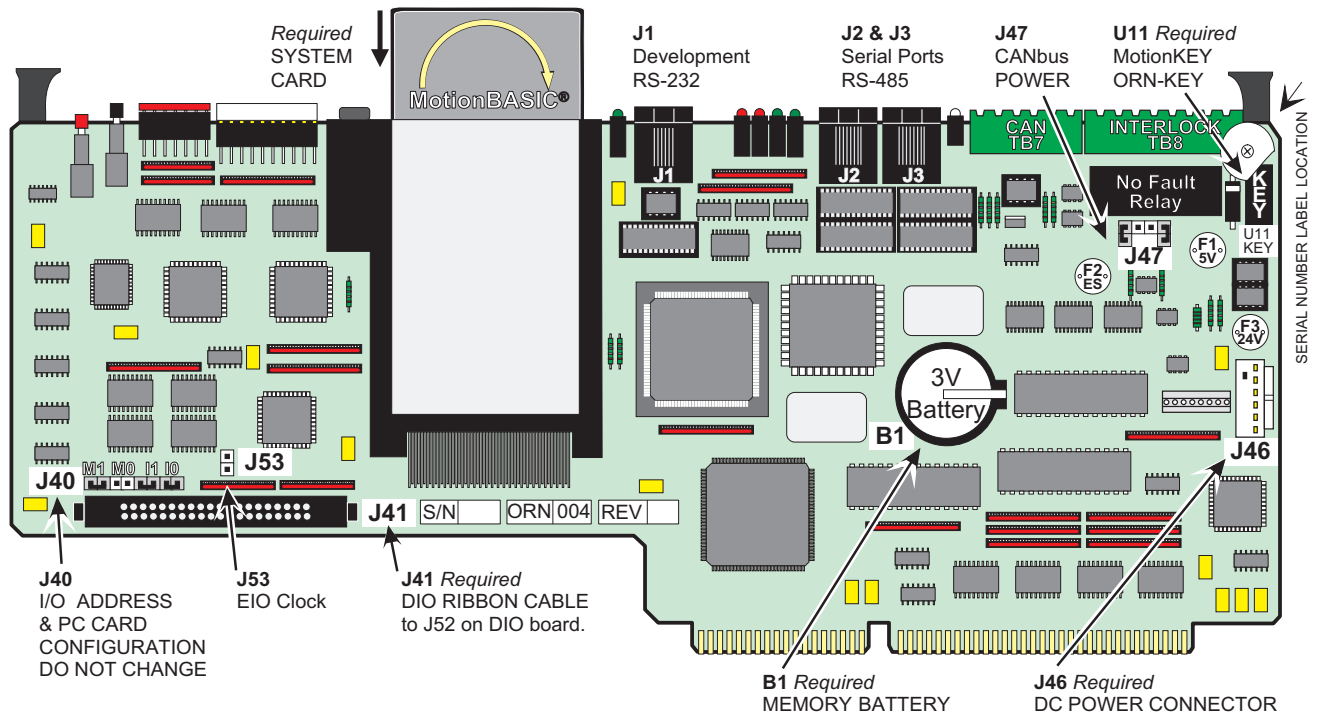 Required
SYSTEM
CARD
J1
Development
RS-232
J2 & J3
Serial Ports
RS-485
J47
CANbus
POWER
U11 Required
MotionKEY
ORN-KEY
SERIAL NUMBER LABEL LOCATION
MotionBASIC®
CAN
TB7
INTERLOCK
TB8
J1
J2
J3
No Fault
Relay
KEY
U11
KEY
J47
F1
5V
F2
ES
F3
24V
3V
Battery
B1
J46
J53
J40
M1 M0 I1 I0
J41
S/N
ORN 004
REV
J40
I/O ADDRESS
& PC CARD
CONFIGURATION
DO NOT CHANGE
J53
EIO Clock
J41 Required
DIO RIBBON CABLE
to J52 on DIO board.
B1 Required
MEMORY BATTERY
J46 Required
DC POWER CONNECTOR